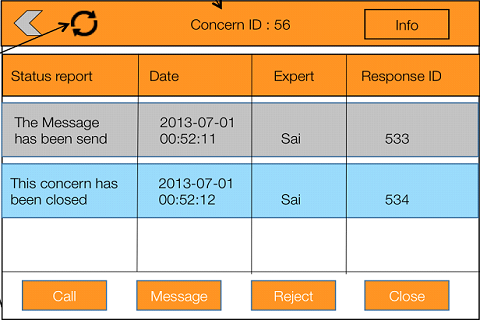 Concern ID : 56
Info
Status report Date Expert Response ID
The Message
has been send
2013-07-01
00:52:11
Sai
533
This concern has
been closed
2013-07-01
00:52:12
Sai
534
Call Message Reject Close